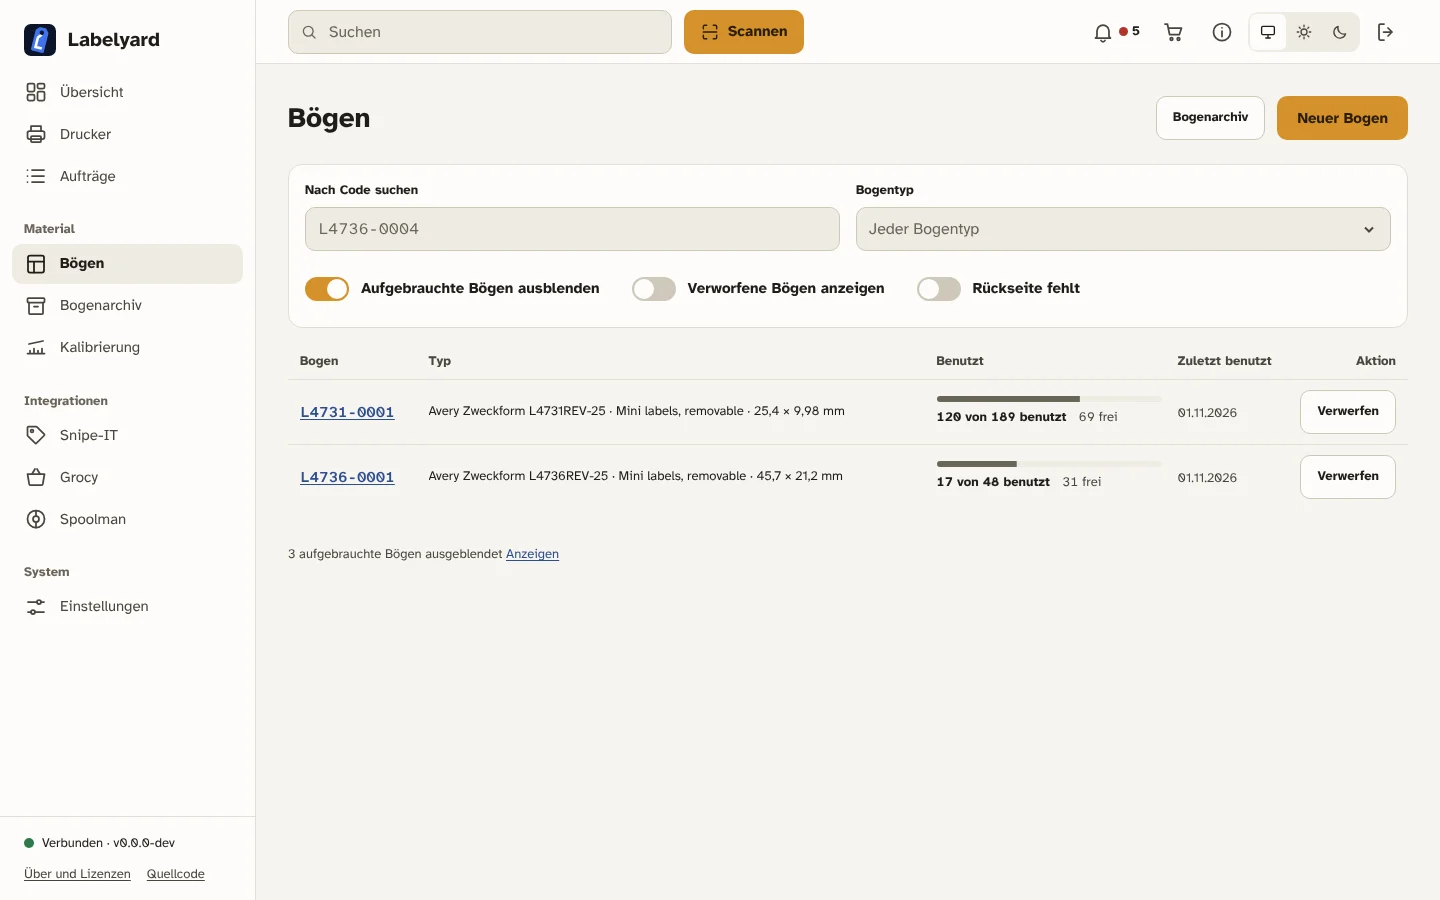 Labelyard
Übersicht
Drucker
Aufträge
Material
Bögen
Bogenarchiv
Kalibrierung
Integrationen
Snipe-IT
Grocy
Spoolman
System
Einstellungen
Verbunden · v0.0.0-dev
Über und Lizenzen Quellcode
Suchen
Scannen
5
Bögen
Bogenarchiv
Neuer Bogen
Nach Code suchen
L4736-0004
Bogentyp
Jeder Bogentyp
Aufgebrauchte Bögen ausblenden
Verworfene Bögen anzeigen
Rückseite fehlt
Bogen Typ Benutzt Zuletzt benutzt Aktion
L4731-0001 Avery Zweckform L4731REV-25 · Mini labels, removable · 25,4 × 9,98 mm 120 von 189 benutzt 69 frei 01.11.2026 Verwerfen
L4736-0001 Avery Zweckform L4736REV-25 · Mini labels, removable · 45,7 × 21,2 mm 17 von 48 benutzt 31 frei 01.11.2026 Verwerfen
3 aufgebrauchte Bögen ausgeblendet Anzeigen